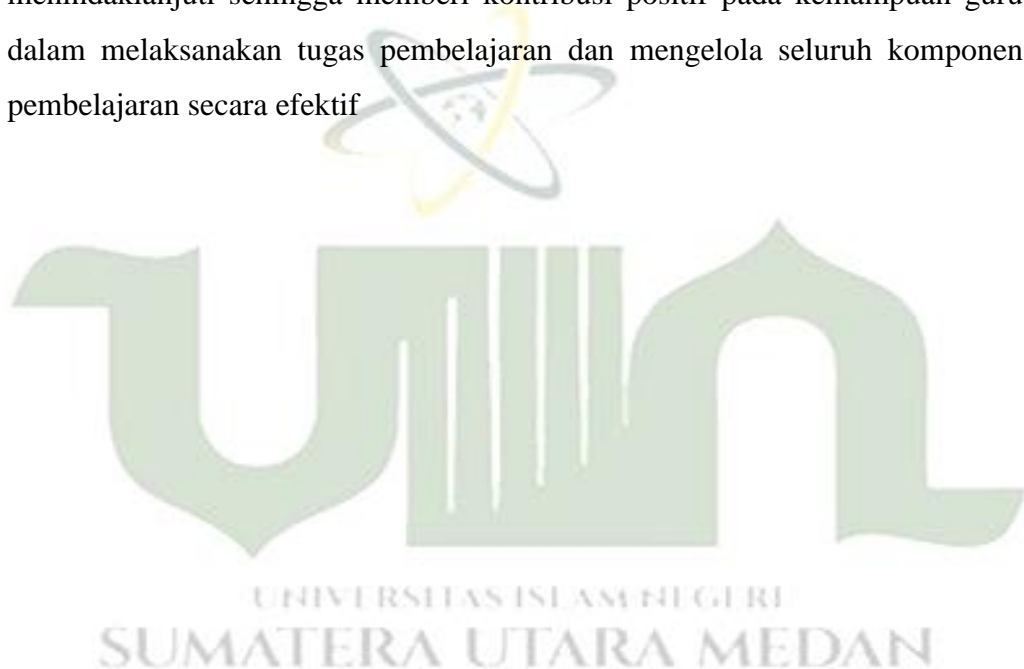 menindaklanjuti sehingga memberi kontribusi positif pada kemampuan guru
dalam melaksanakan tugas pembelajaran dan mengelola seluruh komponen
pembelajaran secara efektif
UIN
UNIVERSITAS ISLAM NEGERI
SUMATERA UTARA MEDAN